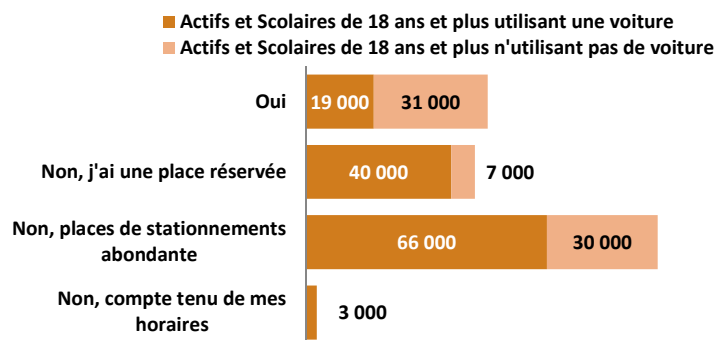 Actifs et Scolaires de 18 ans et plus utilisant une voiture
Actifs et Scolaires de 18 ans et plus n'utilisant pas de voiture
Oui
19 000
31 000
Non, j'ai une place réservée
40 000
7 000
Non, places de stationnements
abondante
66 000
30 000
Non, compte tenu de mes
horaires
3 000